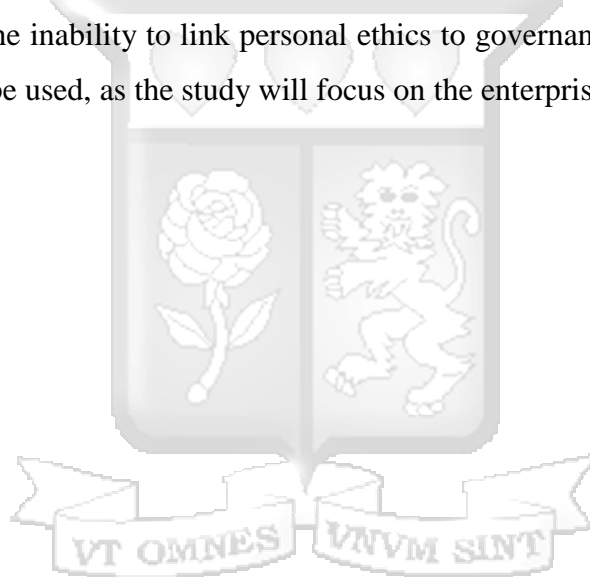 ne inability to link personal ethics to governan
be used, as the study will focus on the enterpris
VT OMNES VNVM SINT